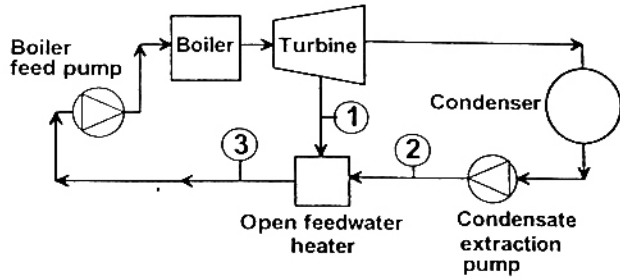 Boiler
feed pump
Boiler
Turbine
Condenser
1
3
2
Open feedwater
heater
Condensate
extraction
pump